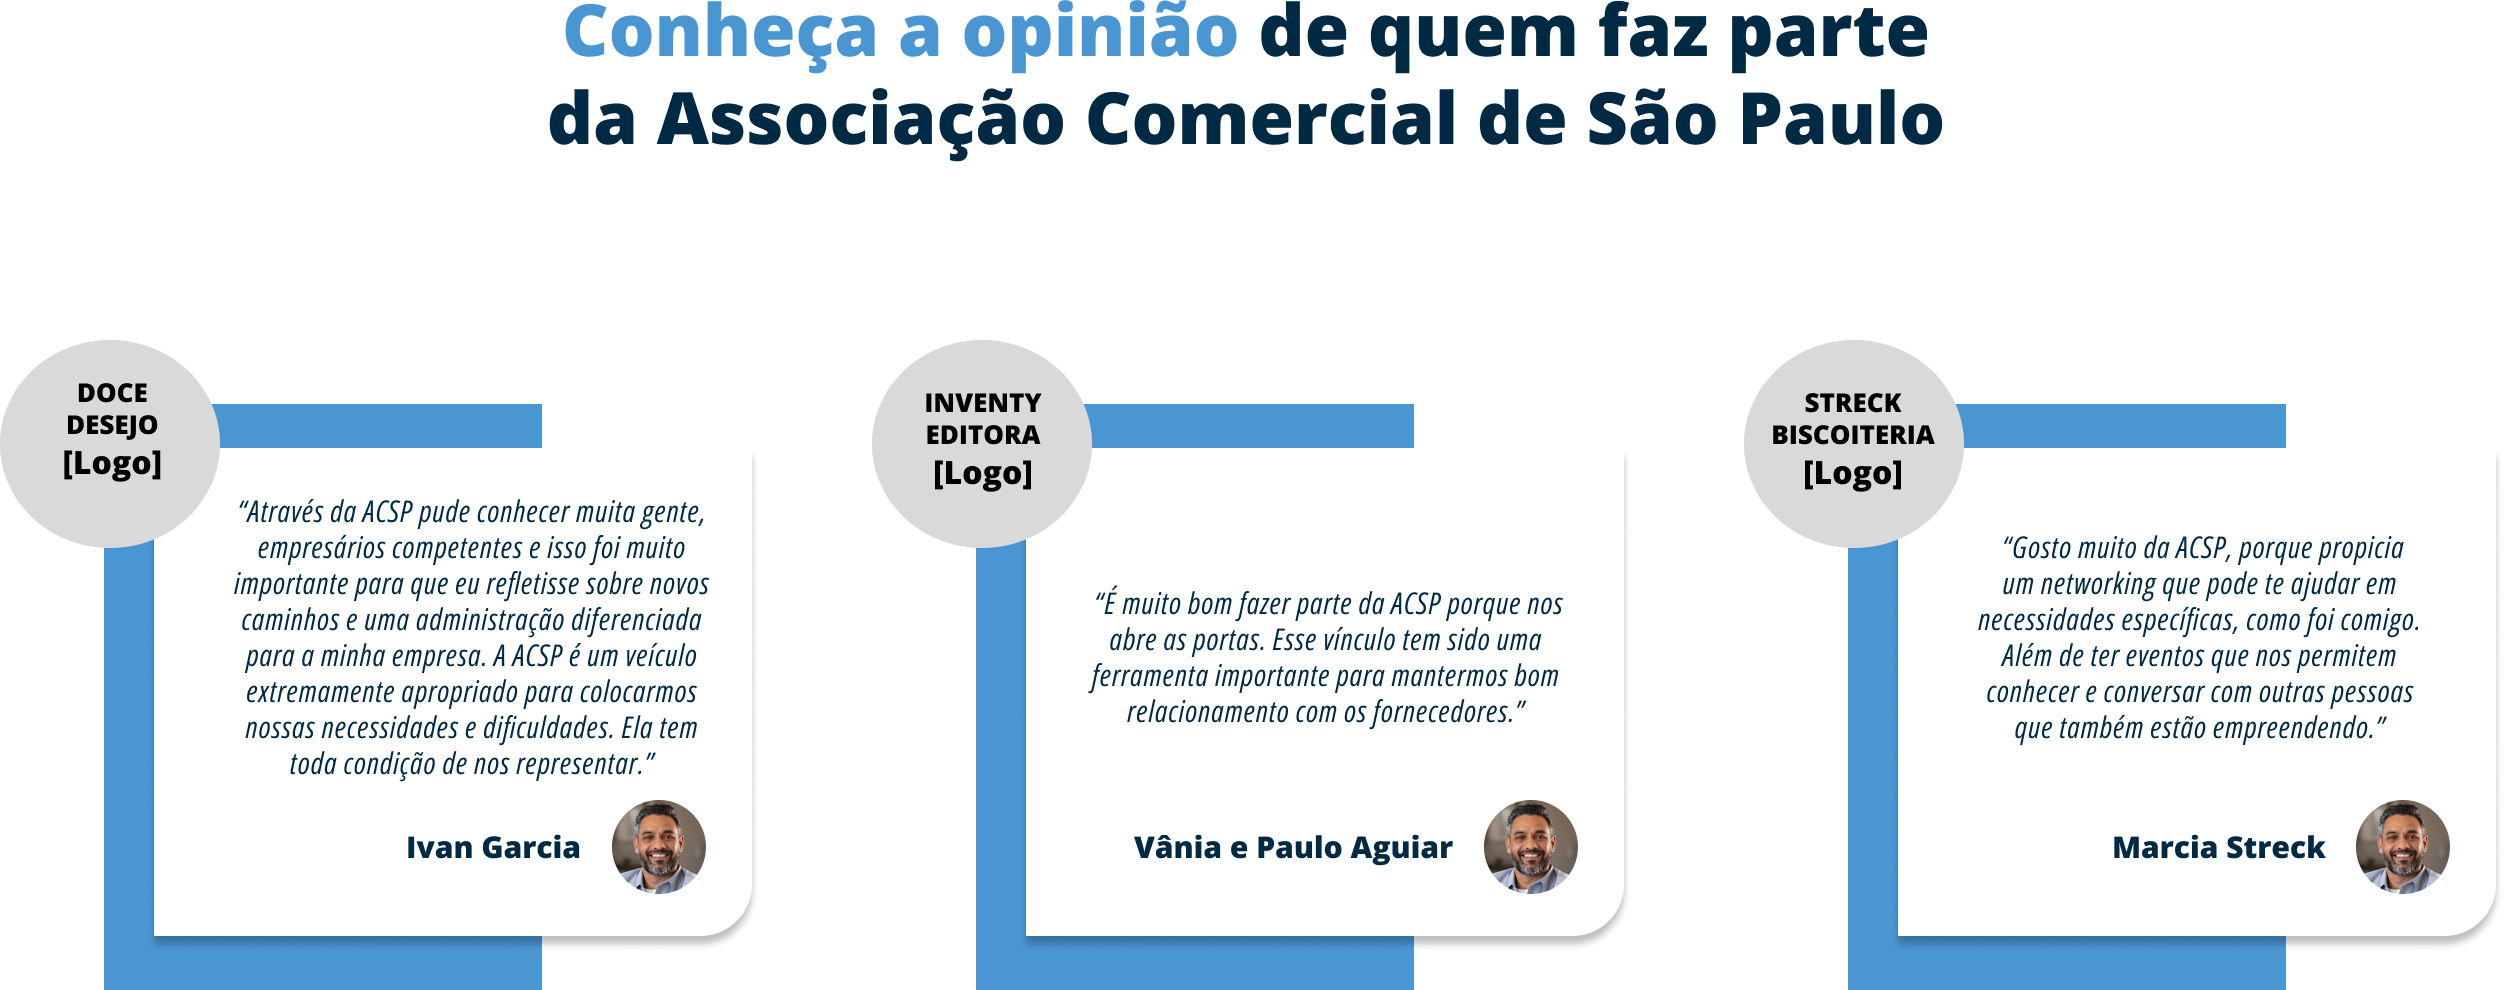 Conheça a opinião de quem faz parte
da Associação Comercial de São Paulo
DOCE
DESEJO
[Logo]
“Através da ACSP pude conhecer muita gente,
empresários competentes e isso foi muito
importante para que eu refletisse sobre novos
caminhos e uma administração diferenciada
para a minha empresa. A ACSP é um veículo
extremamente apropriado para colocarmos
nossas necessidades e dificuldades. Ela tem
toda condição de nos representar.”
Ivan Garcia
INVENTY
EDITORA
[Logo]
“É muito bom fazer parte da ACSP porque nos
abre as portas. Esse vínculo tem sido uma
ferramenta importante para mantermos bom
relacionamento com os fornecedores.”
Vânia e Paulo Aguiar
STRECK
BISCOITERIA
[Logo]
“Gosto muito da ACSP, porque propicia
um networking que pode te ajudar em
necessidades específicas, como foi comigo.
Além de ter eventos que nos permitem
conhecer e conversar com outras pessoas
que também estão empreendendo.”
Marcia Streck